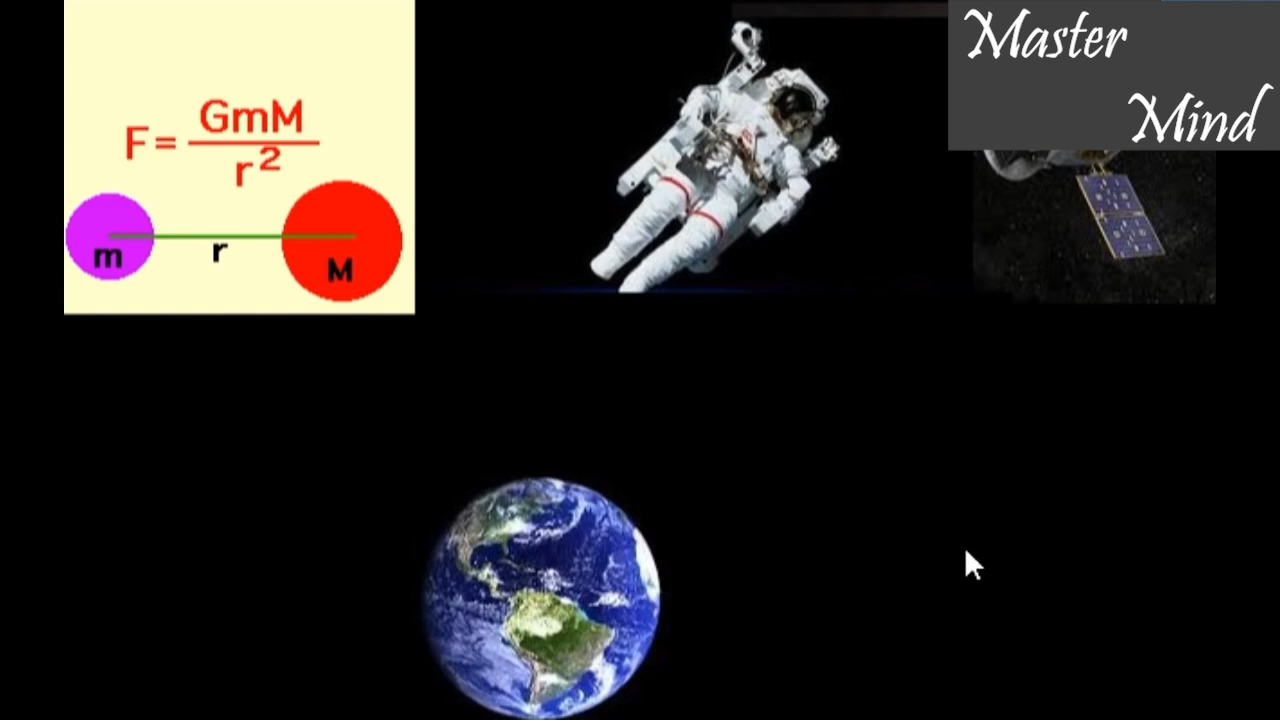 F = GmM
r²
m
r
M
Master
Mind